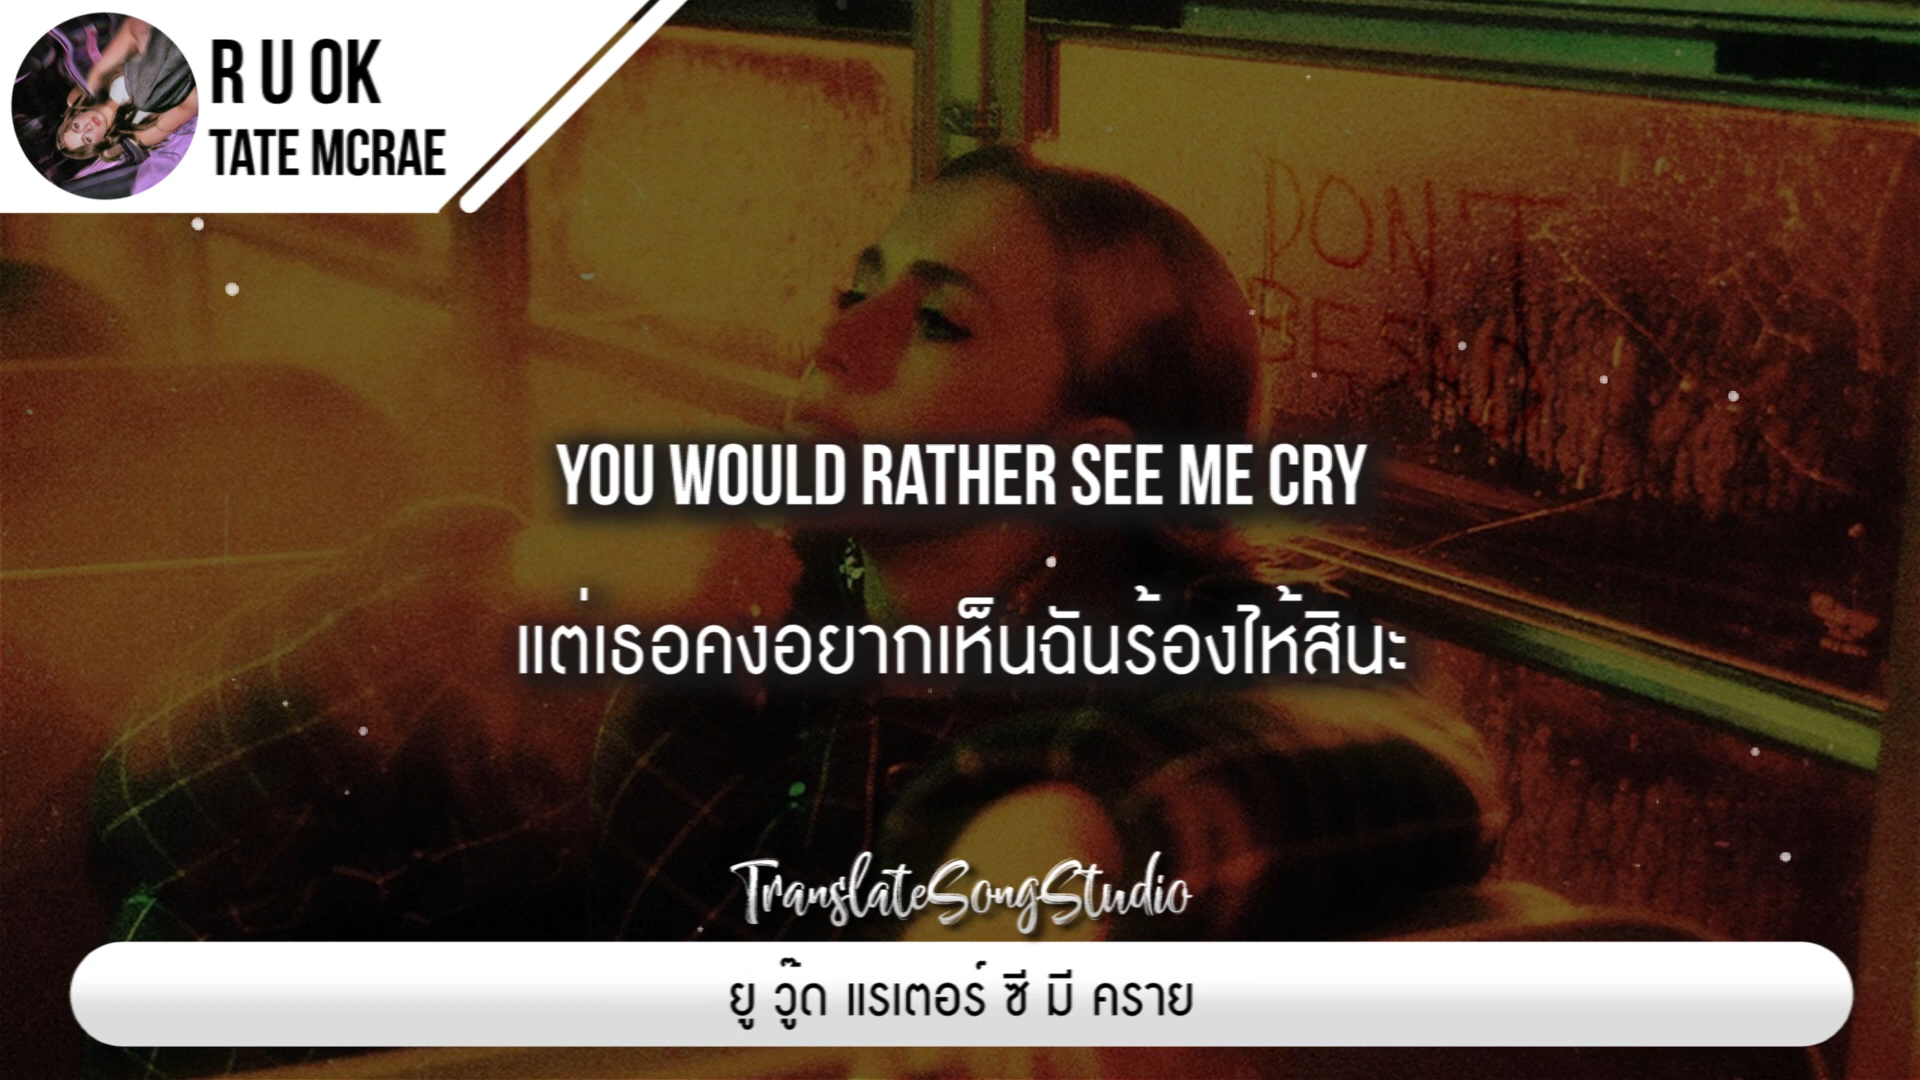 R U OK
TATE MCRAE
DON'T
BE
YOU WOULD RATHER SEE ME CRY
แต่เธอคงอยากเห็นฉันร้องไห้สินะ
TranslateSongStudio
ยู วู๊ด แรเตอร์ ซี มี คราย